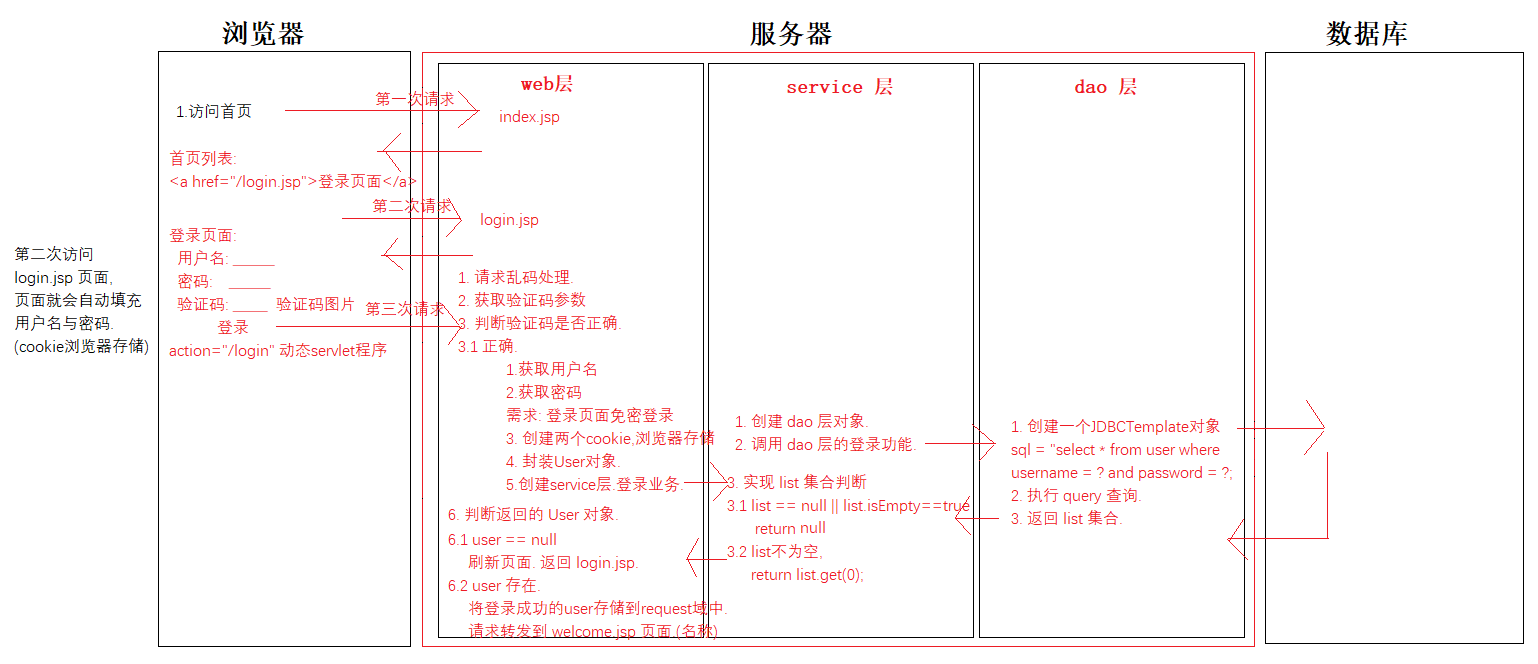 浏览器
服务器
数据库
web层
service 层
dao 层
1.访问首页
第一次请求
index.jsp
首页列表:
<a href="/login.jsp">登录页面</a>
第二次请求
login.jsp
登录页面:
用户名: _____
密码: _____
验证码: ____ 验证码图片
登录
action="/login" 动态servlet程序
第三次请求
第二次访问
login.jsp 页面,
页面就会自动填充
用户名与密码.
(cookie浏览器存储)
1. 请求乱码处理.
2. 获取验证码参数
3. 判断验证码是否正确.
3.1 正确.
1.获取用户名
2.获取密码
需求: 登录页面免密登录
3. 创建两个cookie,浏览器存储
4. 封装User对象.
5.创建service层.登录业务.
6. 判断返回的 User 对象.
6.1 user == null
刷新页面. 返回 login.jsp.
6.2 user 存在.
将登录成功的user存储到request域中.
请求转发到 welcome.jsp 页面.(名称)
1. 创建 dao 层对象.
2. 调用 dao 层的登录功能.
3. 实现 list 集合判断
3.1 list == null || list.isEmpty==true
return null
3.2 list不为空,
return list.get(0);
1. 创建一个JDBCTemplate对象
sql = "select * from user where
username = ? and password = ?;
2. 执行 query 查询.
3. 返回 list 集合.